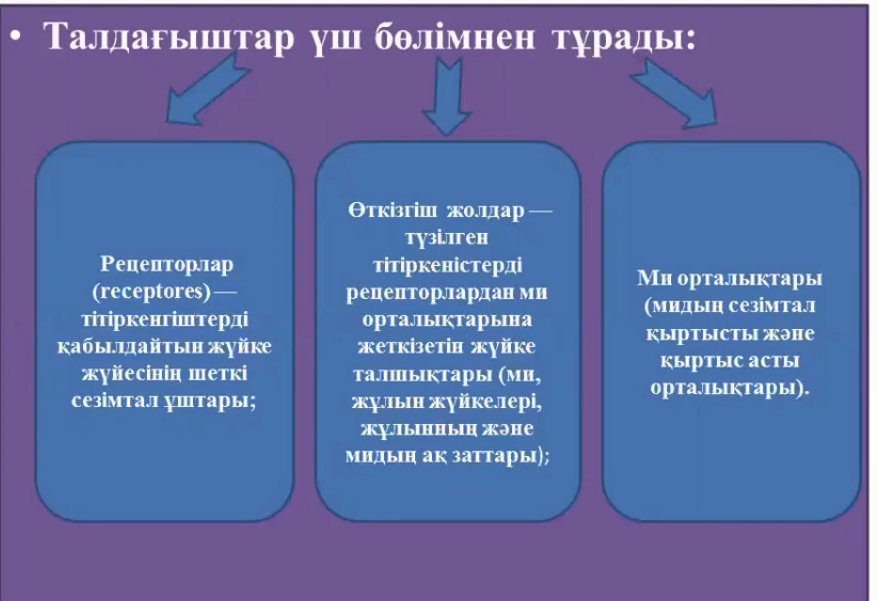 • Талдағыштар үш бөлімнен тұрады:
Рецепторлар
(receptores) —
тітіркенгіштерді
қабылдайтын жүйке
жүйесінің шеткі
сезімтал ұштары;
Өткізгіш жолдар —
түзілген
тітіркеністерді
рецепторлардан ми
орталықтарына
жеткізетін жүйке
талшықтары (ми,
жұлын жүйкелері,
жұлынның және
мидың ақ заттары);
Ми орталықтары
(мидың сезімтал
қыртысты және
қыртыс асты
орталықтары).